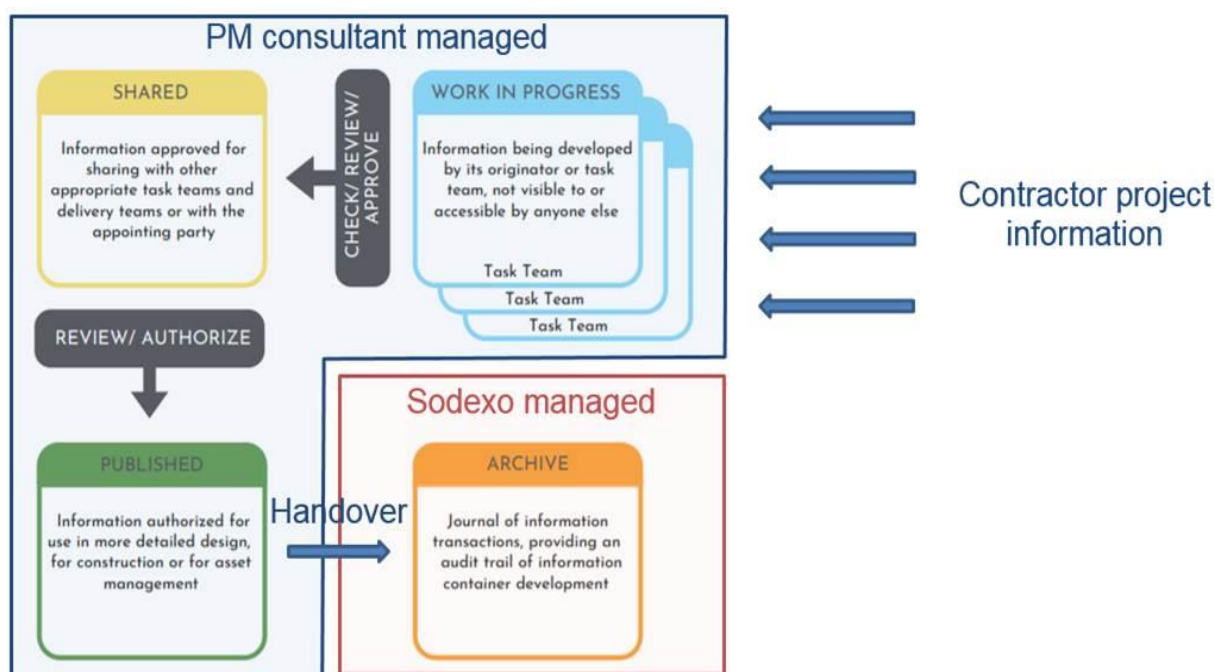 PM consultant managed
SHARED
Information approved for
sharing with other
appropriate task teams and
delivery teams or with the
appointing party
CHECK/ REVIEW/
APPROVE
WORK IN PROGRESS
Information being developed
by its originator or task
team, not visible to or
accessible by anyone else
Task Team
Task Team
Task Team
Contractor project
information
REVIEW/ AUTHORIZE
PUBLISHED
Information authorized for
use in more detailed design,
for construction or for asset
management
Handover
Sodexo managed
ARCHIVE
Journal of information
transactions, providing an
audit trail of information
container development